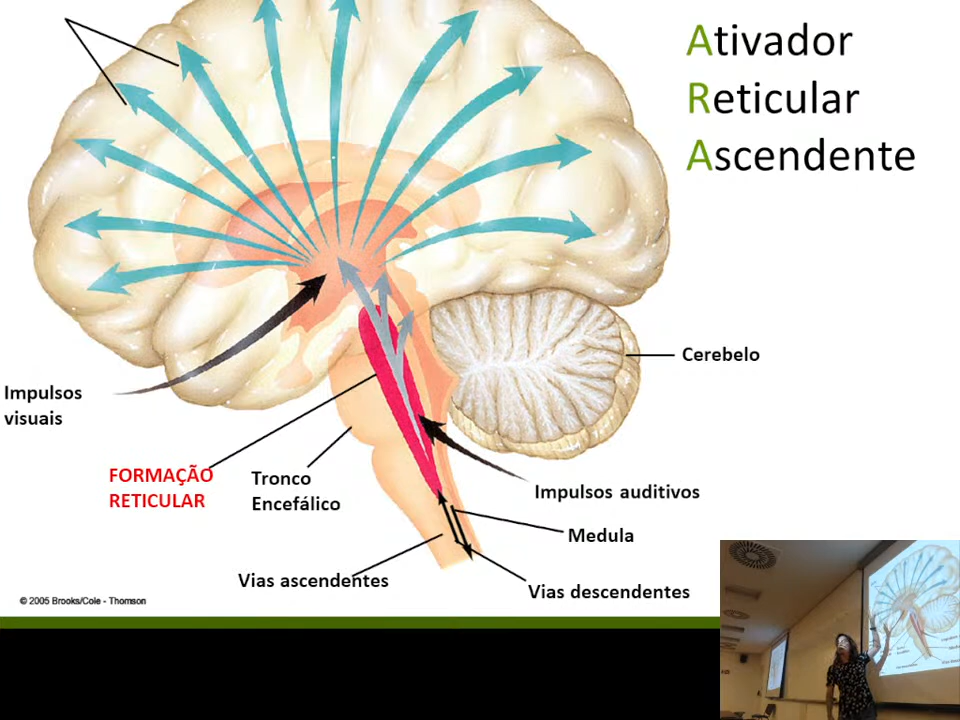 Ativador
Reticular
Ascendente
Cerebelo
Impulsos
visuais
FORMAÇÃO
RETICULAR
Tronco
Encefálico
Impulsos auditivos
Medula
Vias ascendentes
Vias descendentes
© 2005 Brooks/Cole - Thomson